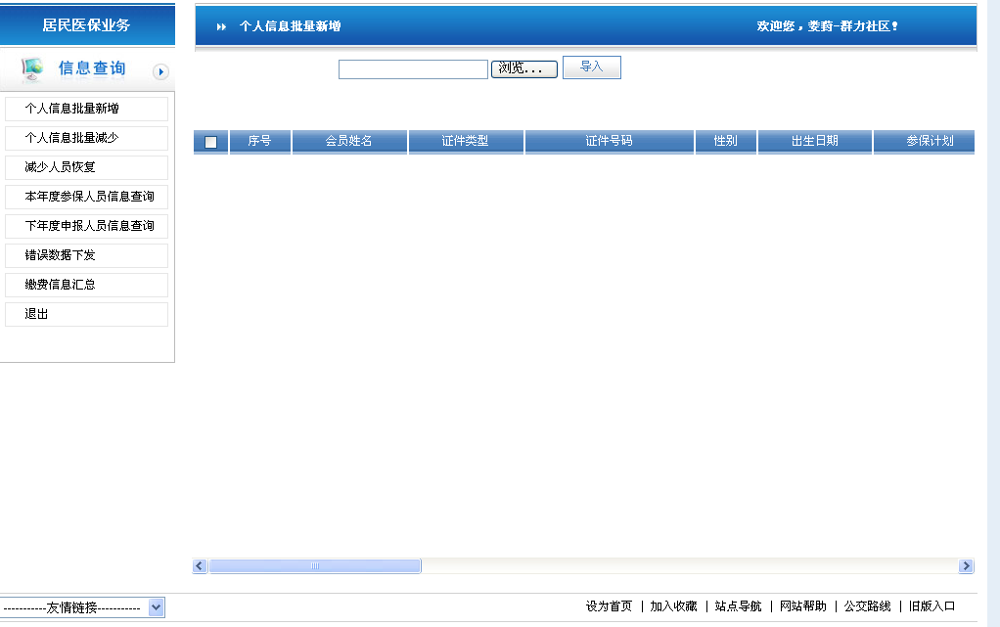 居民医保业务
个人信息批量新增
欢迎您，娄葑-群力社区！
信息查询
浏览...
导入
个人信息批量新增
个人信息批量减少
减少人员恢复
本年度参保人员信息查询
下年度申报人员信息查询
错误数据下发
缴费信息汇总
退出
序号 会员姓名 证件类型 证件号码 性别 出生日期 参保计划
-----------友情链接-----------
设为首页 | 加入收藏 | 站点导航 | 网站帮助 | 公交路线 | 旧版入口